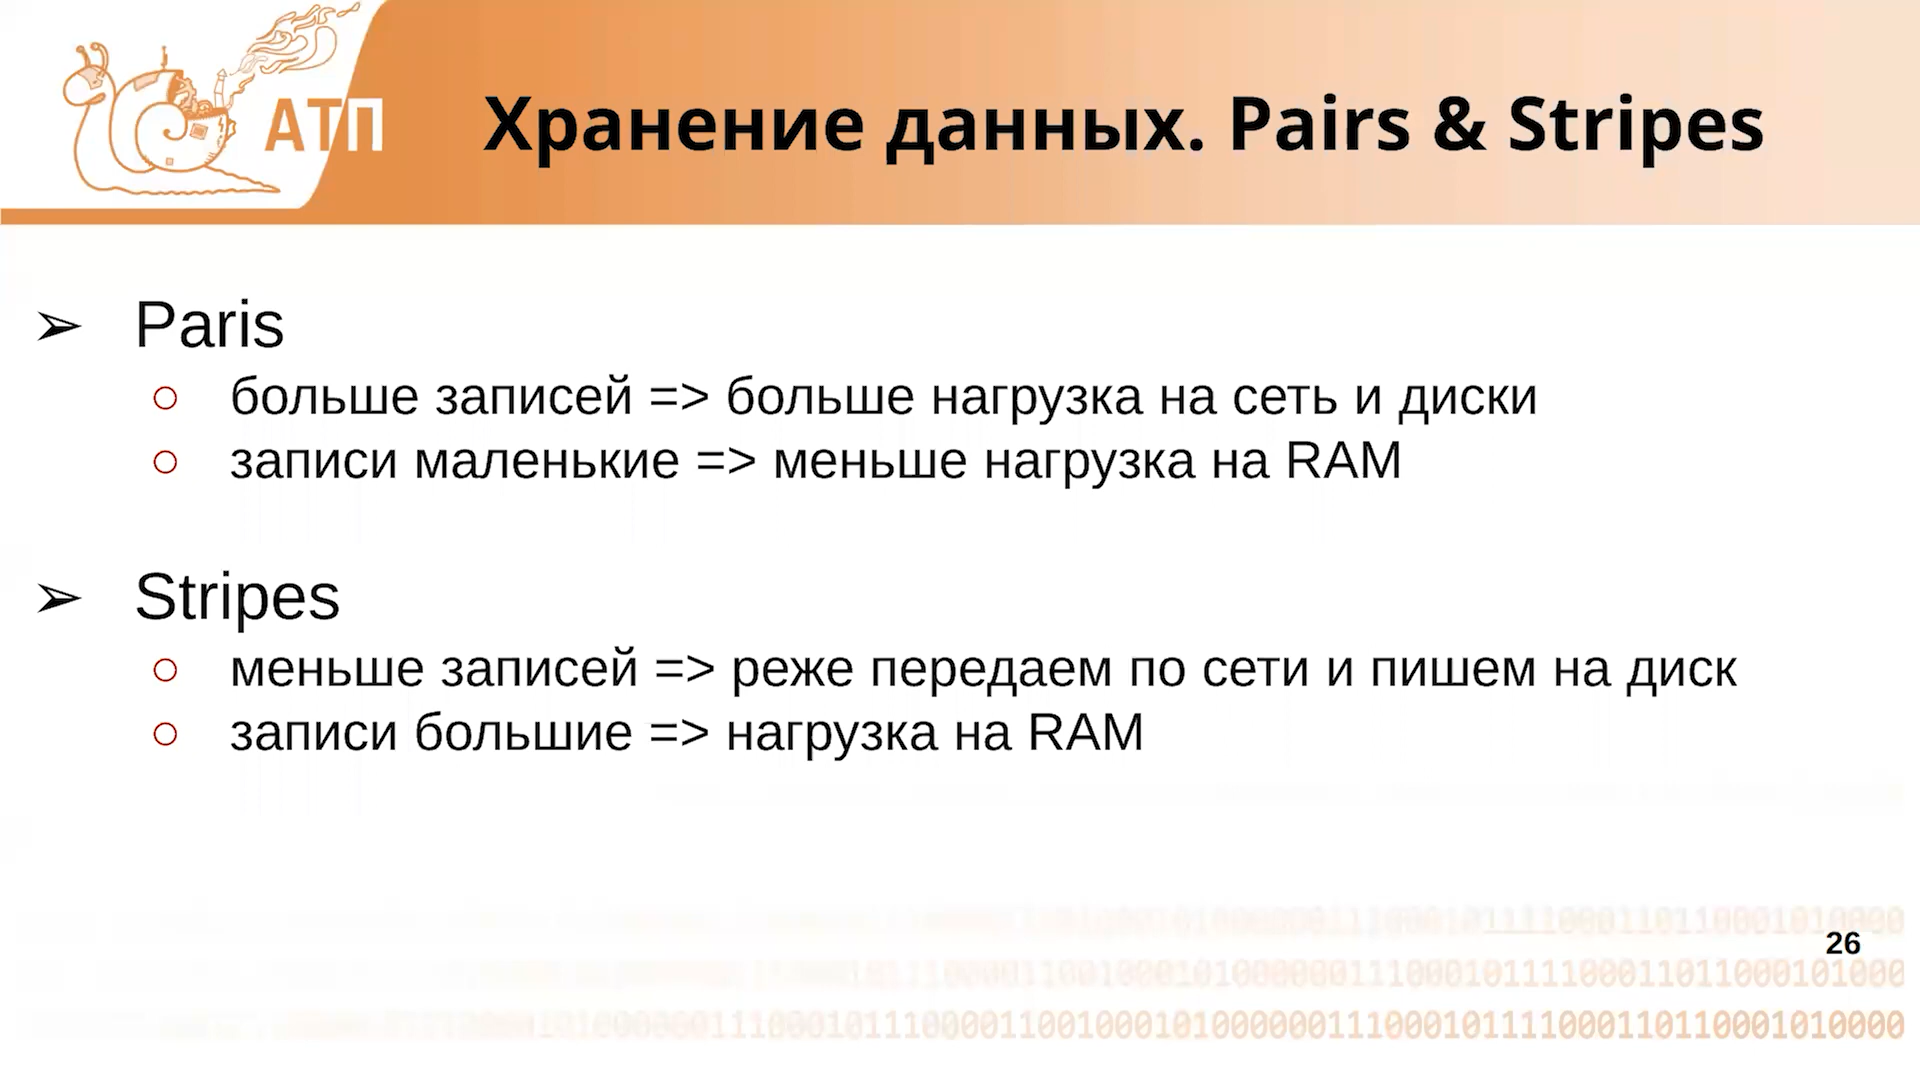 АТП
Хранение данных. Pairs & Stripes
➢ Paris
○ больше записей => больше нагрузка на сеть и диски
○ записи маленькие => меньше нагрузка на RAM
➢ Stripes
○ меньше записей => реже передаем по сети и пишем на диск
○ записи большие => нагрузка на RAM
26